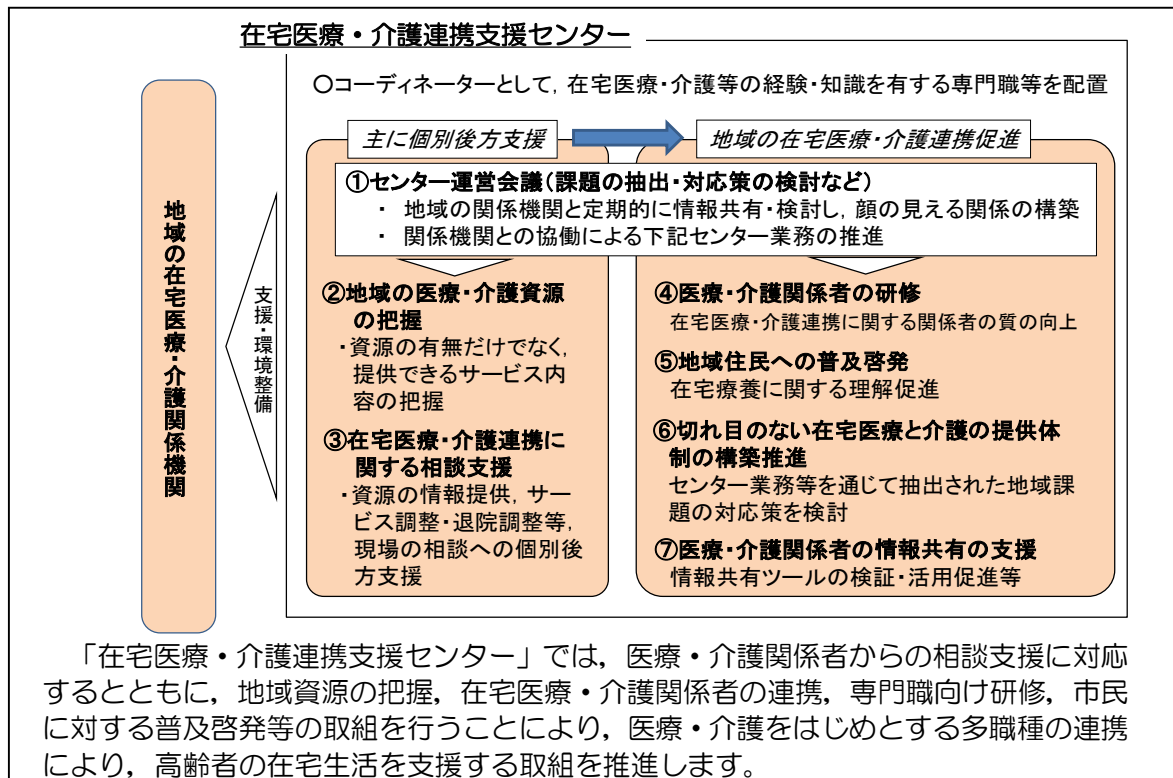 在宅医療・介護連携支援センター
○コーディネーターとして，在宅医療・介護等の経験・知識を有する専門職等を配置
主に個別後方支援
地域の在宅医療・介護連携促進
①センター運営会議（課題の抽出・対応策の検討など）
・ 地域の関係機関と定期的に情報共有・検討し，顔の見える関係の構築
・ 関係機関との協働による下記センター業務の推進
地域の在宅医療・介護関係機関
支援・環境整備
②地域の医療・介護資源
の把握
・資源の有無だけでなく，
提供できるサービス内
容の把握
③在宅医療・介護連携に
関する相談支援
・資源の情報提供，サー
ビス調整・退院調整等，
現場の相談への個別後
方支援
④医療・介護関係者の研修
在宅医療・介護連携に関する関係者の質の向上
⑤地域住民への普及啓発
在宅療養に関する理解促進
⑥切れ目のない在宅医療と介護の提供体
制の構築推進
センター業務等を通じて抽出された地域課
題の対応策を検討
⑦医療・介護関係者の情報共有の支援
情報共有ツールの検証・活用促進等
「在宅医療・介護連携支援センター」では，医療・介護関係者からの相談支援に対応
するとともに，地域資源の把握，在宅医療・介護関係者の連携，専門職向け研修，市民
に対する普及啓発等の取組を行うことにより，医療・介護をはじめとする多職種の連携
により，高齢者の在宅生活を支援する取組を推進します。